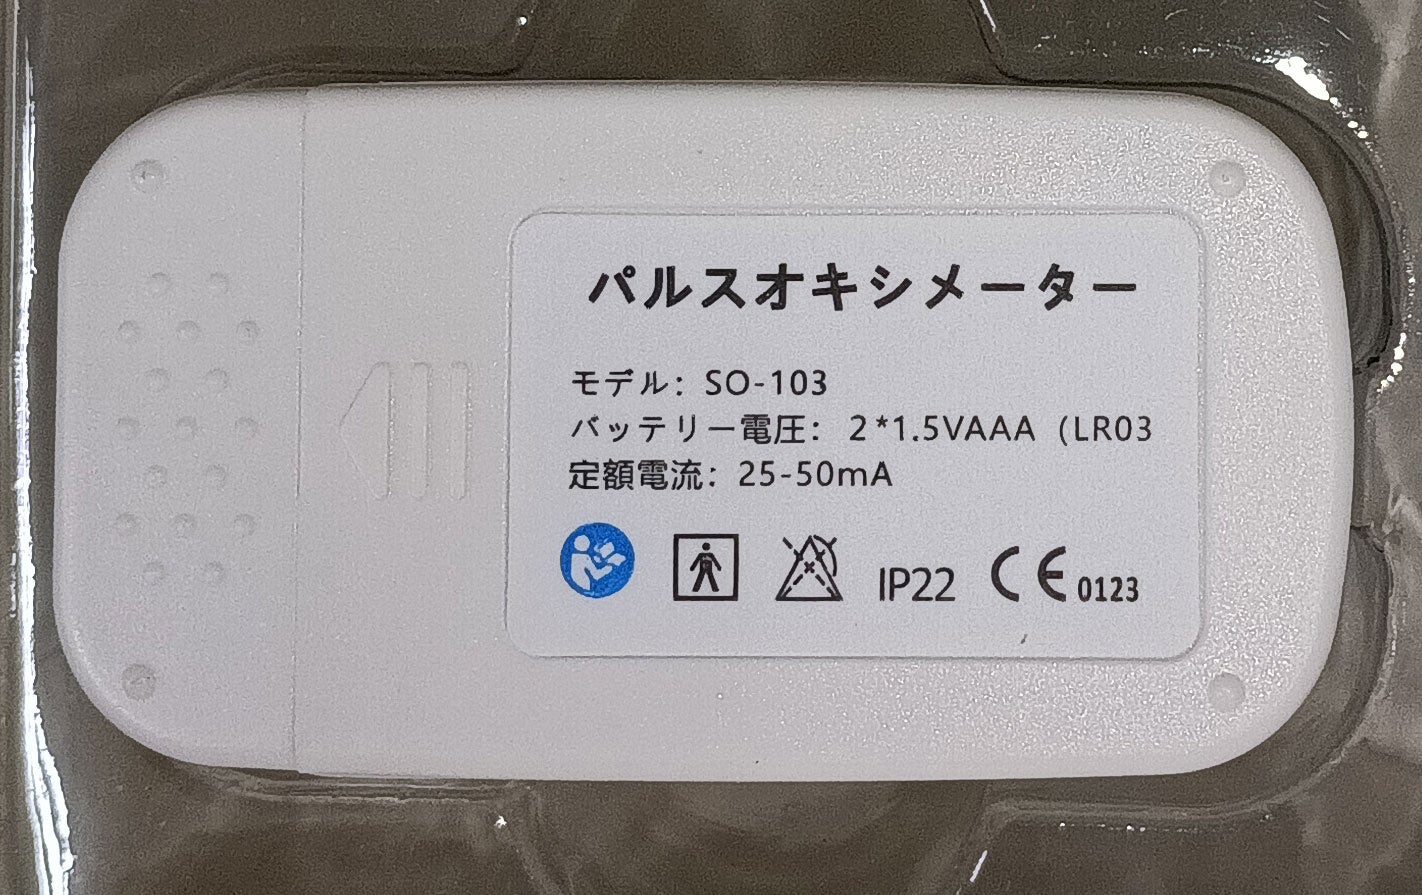 パルスオキシメーター
モデル：SO-103
バッテリー電圧：2*1.5VAAA（LR03
定額電流：25-50mA
IP22 CE 0123